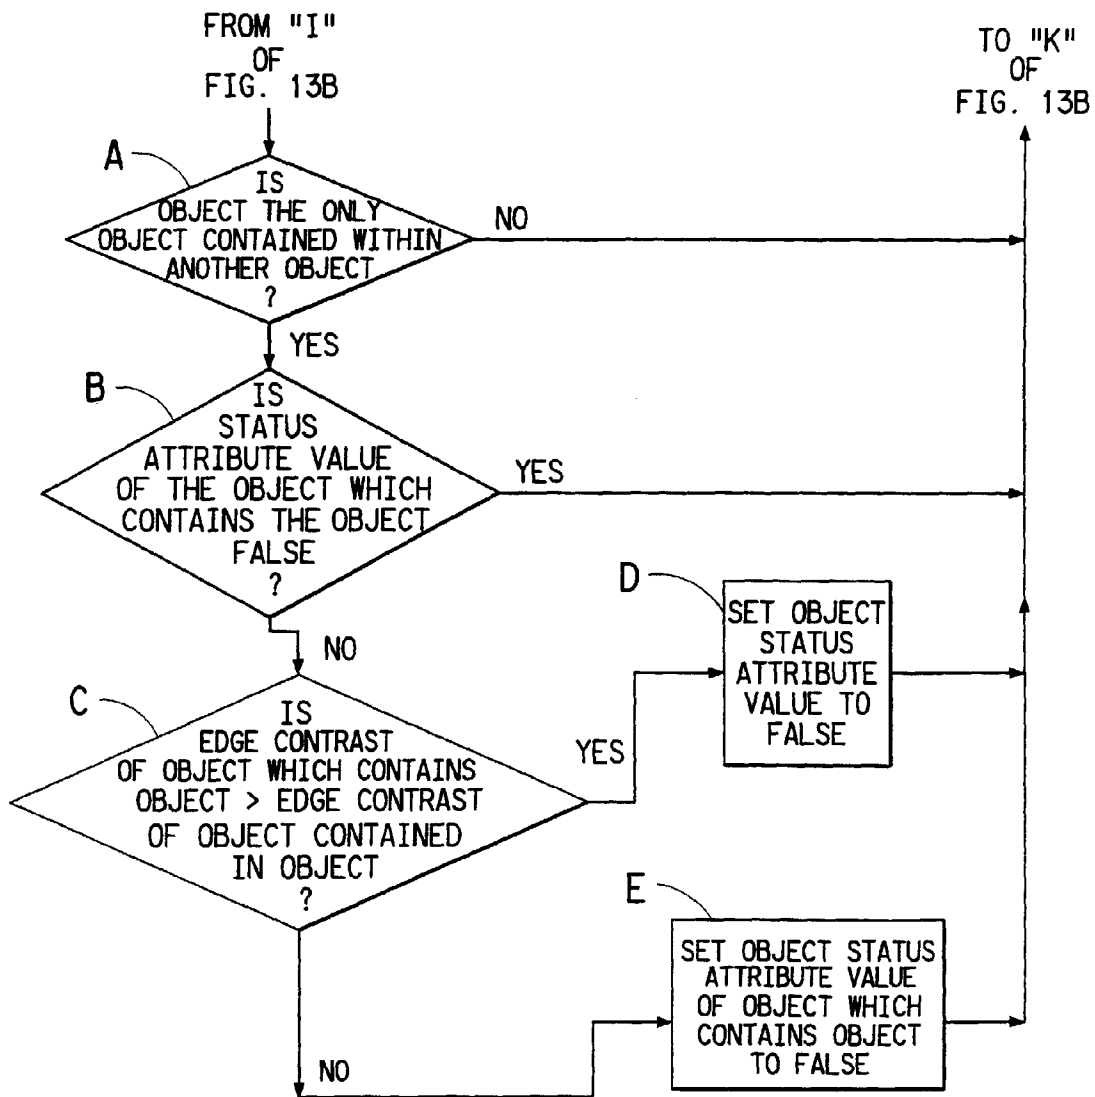 FROM "I"
OF
FIG. 13B
TO "K"
OF
FIG. 13B
A
IS
OBJECT THE ONLY
OBJECT CONTAINED WITHIN
ANOTHER OBJECT
?
NO
YES
B
IS
STATUS
ATTRIBUTE VALUE
OF THE OBJECT WHICH
CONTAINS THE OBJECT
FALSE
?
YES
NO
C
IS
EDGE CONTRAST
OF OBJECT WHICH CONTAINS
OBJECT > EDGE CONTRAST
OF OBJECT CONTAINED
IN OBJECT
?
YES
D
SET OBJECT
STATUS
ATTRIBUTE
VALUE TO
FALSE
NO
E
SET OBJECT STATUS
ATTRIBUTE VALUE
OF OBJECT WHICH
CONTAINS OBJECT
TO FALSE